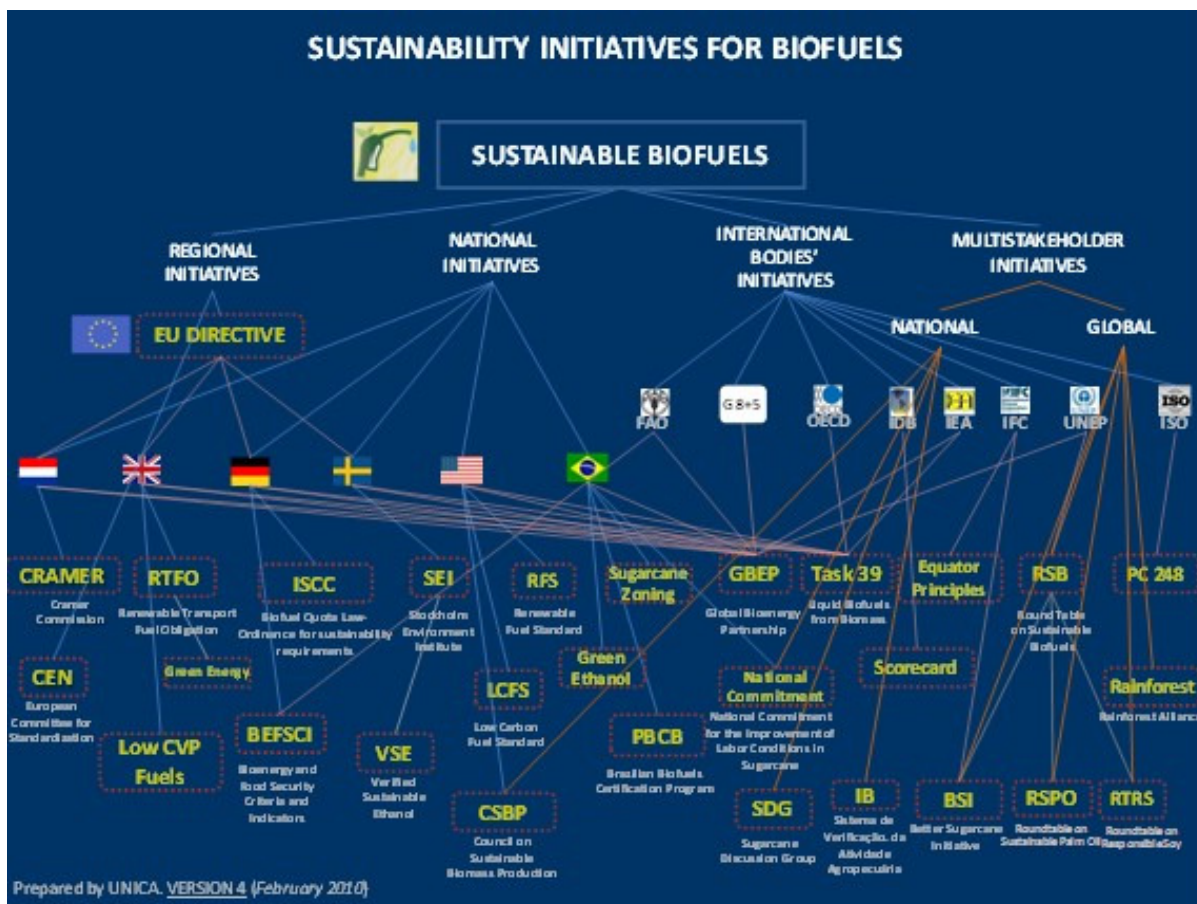 SUSTAINABILITY INITIATIVES FOR BIOFUELS
SUSTAINABLE BIOFUELS
REGIONAL
INITIATIVES
NATIONAL
INITIATIVES
INTERNATIONAL
BODIES'
INITIATIVES
MULTISTAKEHOLDER
INITIATIVES
EU DIRECTIVE
NATIONAL
GLOBAL
FAO
G8+5
OECD
IDB
IEA
IFC
UNEP
ISO
ISO
CRAMER
Cramer
Commission
RTFO
Renewable Transport
Fuel Obligation
ISCC
Biofuel Quota Law-
Ordinance for sustainability
requirements
SEI
Stockholm
Environment
Institute
RFS
Renewable
Fuel Standard
Sugarcane
Zoning
GBEP
Global Bioenergy
Partnership
Task 39
Liquid Biofuels
from Biomass
Equator
Principles
RSB
Round Table
on Sustainable
Biofuels
PC 248
CEN
European
Committee for
Standardization
Green Energy
Low CVP
Fuels
BEFSCI
Bioenergy and
Food Security
Criteria and
Indicators
VSE
Verified
Sustainable
Ethanol
LCFS
Low Carbon
Fuel Standard
CSBP
Council on
Sustainable
Biomass Production
Green
Ethanol
PBCB
Brazilian Biofuels
Certification Program
National
Commitment
National Commitment
for the Improvement of
Labor Conditions in
Sugarcane
Scorecard
Rainforest
Rainforest Alliance
SDG
Sugarcane
Discussion Group
IB
Sistema de
Verificação. da
Atividade
Agropecuária
BSI
Better Sugarcane
Initiative
RSPO
Roundtable on
Sustainable Palm Oil
RTRS
Roundtable on
Responsible Soy
Prepared by UNICA. VERSION 4 (February 2010)